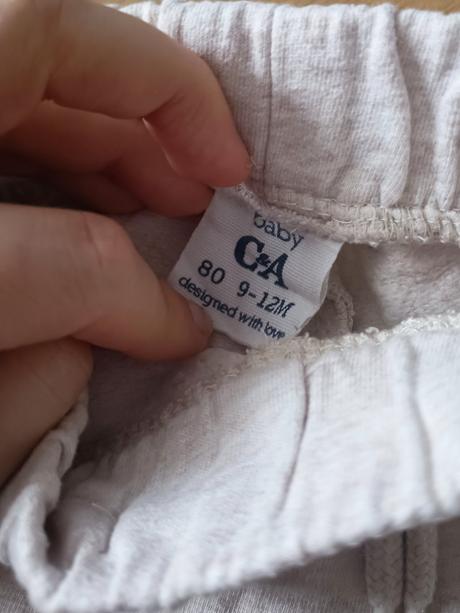 baby
C&A
80 9-12M
designed with love